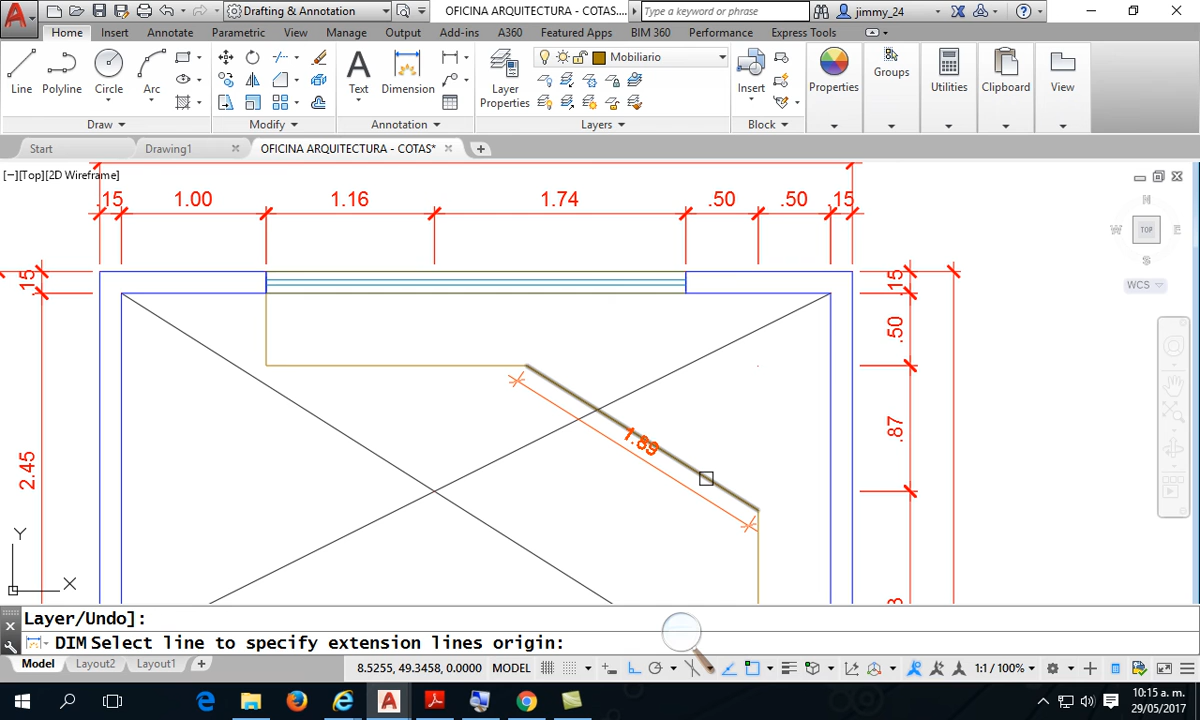 Drafting & Annotation
OFICINA ARQUITECTURA - COTAS....
Type a keyword or phrase
jimmy_24
Home Insert Annotate Parametric View Manage Output Add-ins A360 Featured Apps BIM 360 Performance Express Tools
Mobiliario
Line Polyline Circle Arc
Text Dimension
Layer Properties
Insert
Properties
Groups
Utilities
Clipboard
View
Draw Modify Annotation Layers Block
Start Drawing1 OFICINA ARQUITECTURA - COTAS*
[−][Top][2D Wireframe]
.15 1.00 1.16 1.74 .50 .50 .15
N
W TOP E
S
WCS
.15
.15
.50
.87
1.89
2.45
Y
X
Layer/Undo]:
DIM Select line to specify extension lines origin:
Model Layout2 Layout1
8.5255, 49.3458, 0.0000 MODEL
1:1 / 100%
10:15 a. m.
29/05/2017